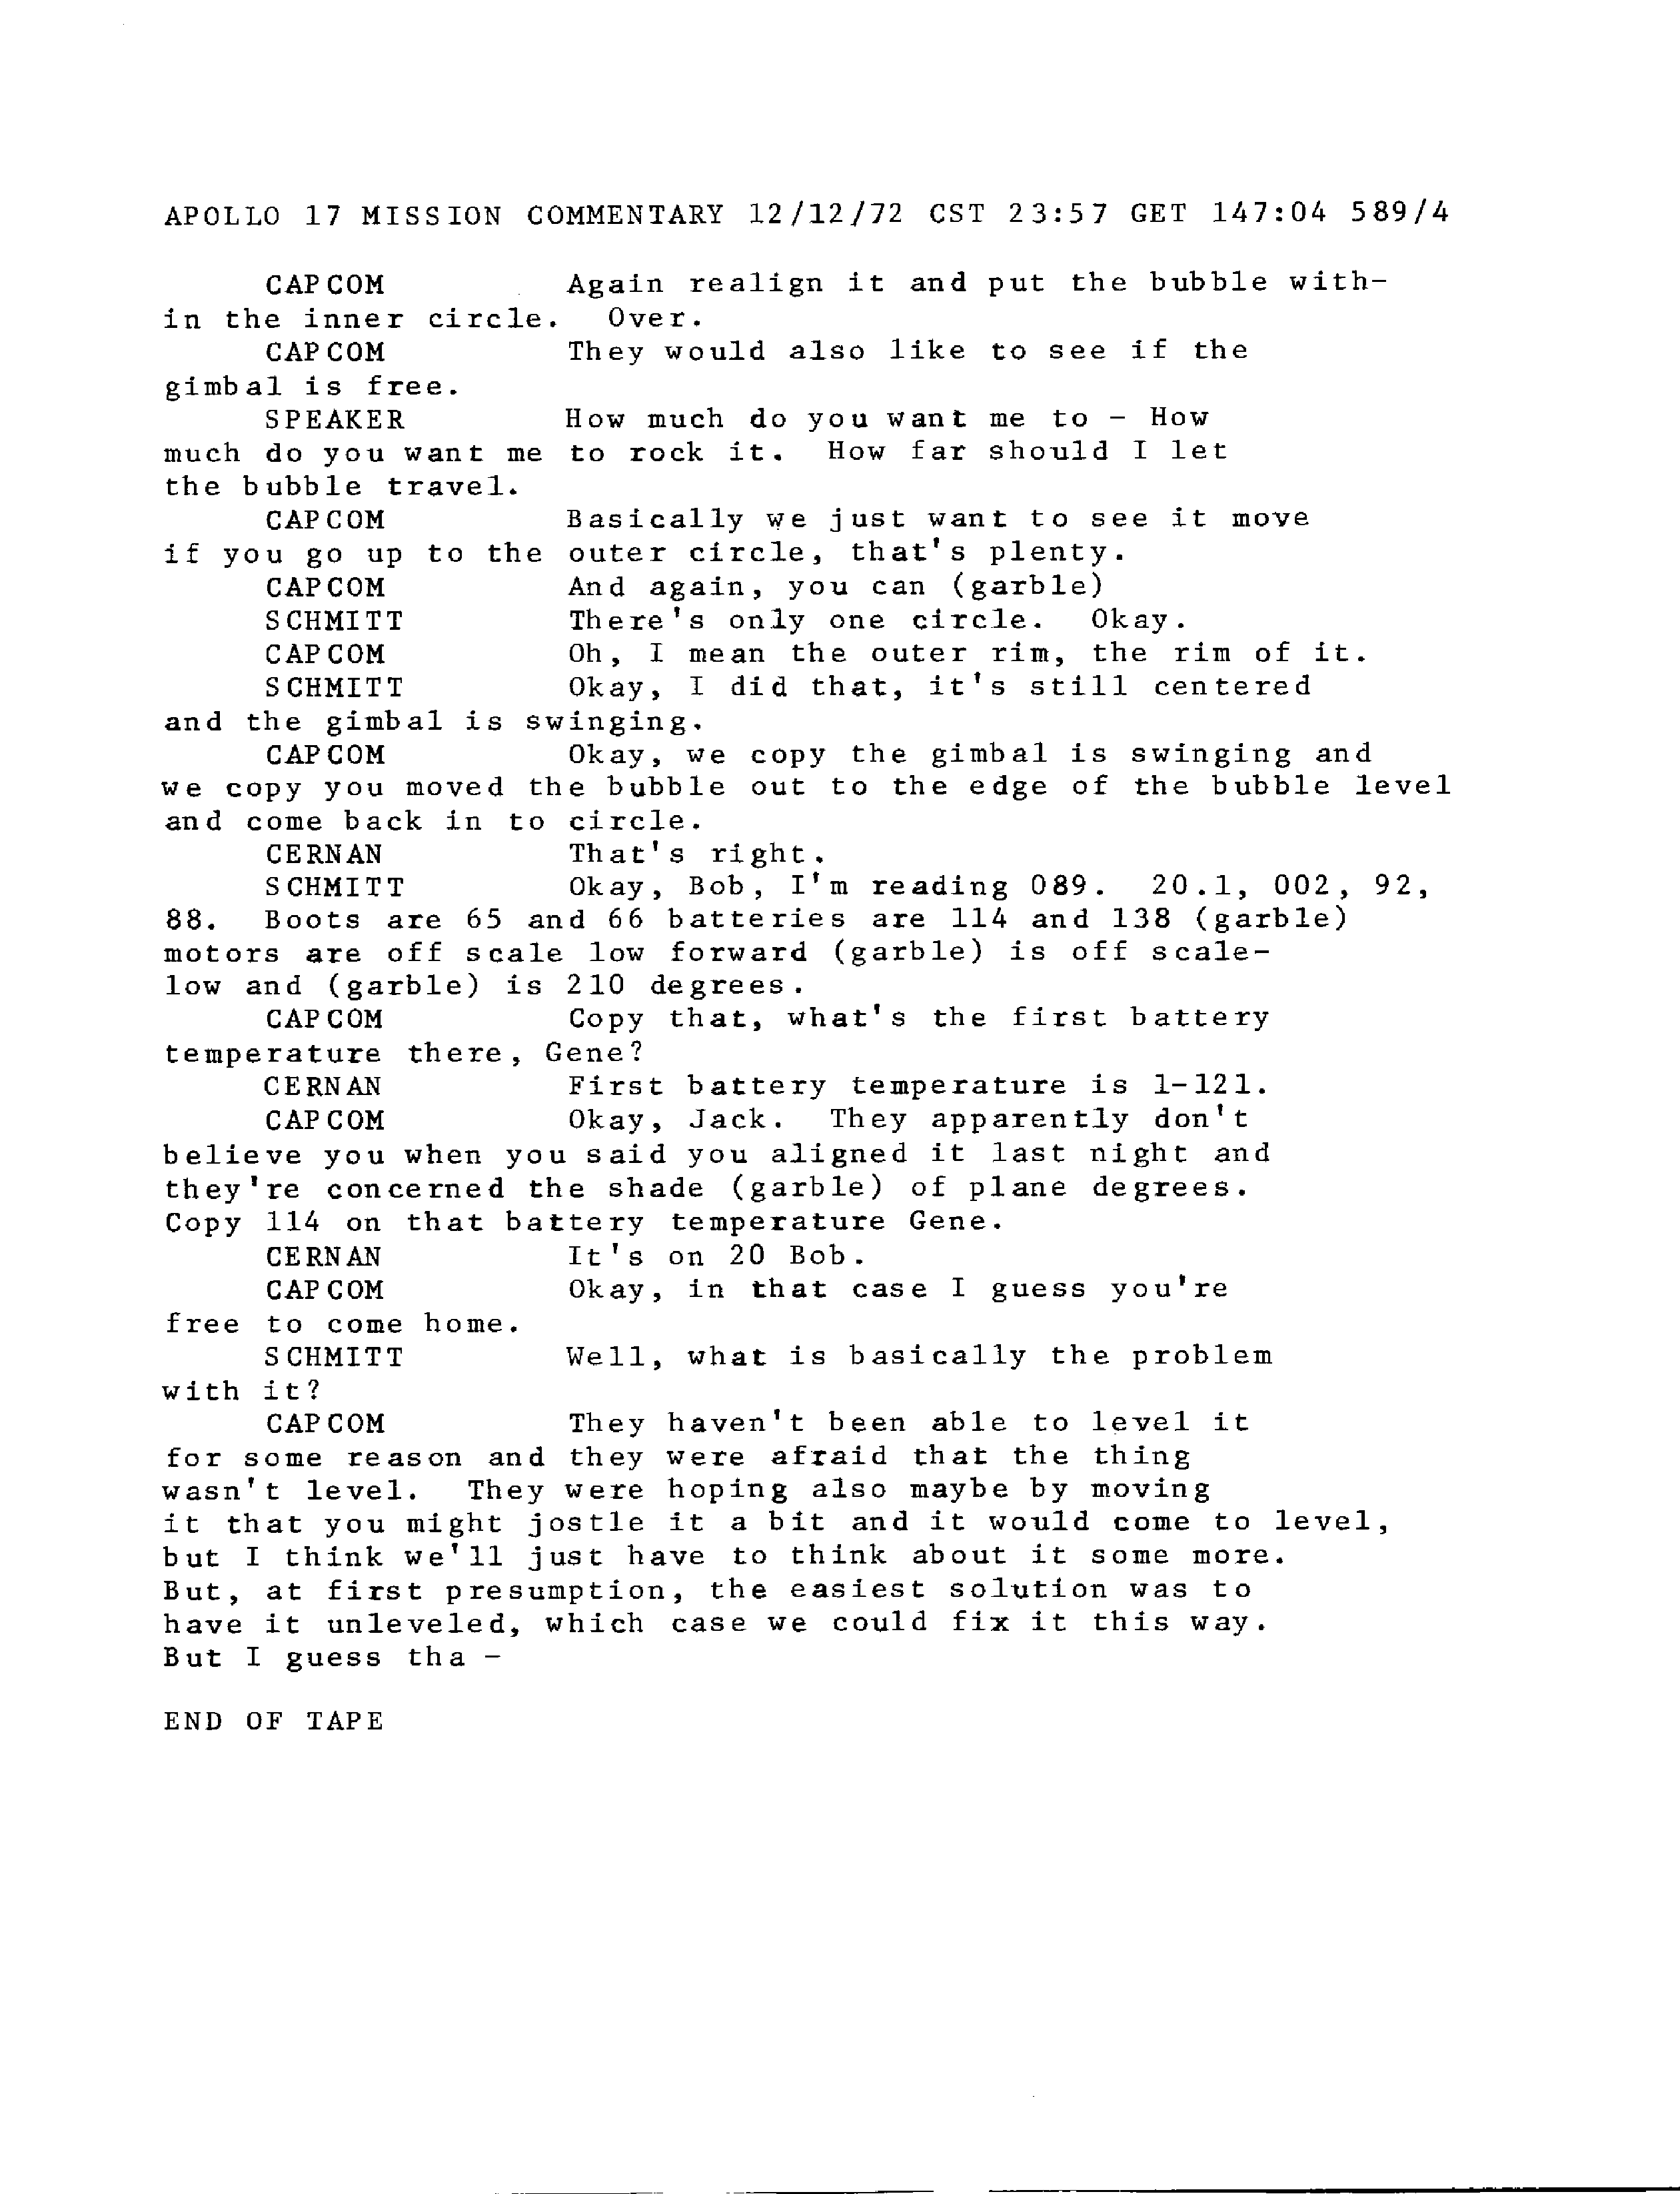 APOLLO 17 MISSION COMMENTARY 12/12/72 CST 23:57 GET 147:04 589/4
CAPCOM Again realign it and put the bubble with-
in the inner circle. Over.
CAPCOM They would also like to see if the
gimbal is free.
SPEAKER How much do you want me to - How
much do you want me to rock it. How far should I let
the bubble travel.
CAPCOM Basically we just want to see it move
if you go up to the outer circle, that's plenty.
CAPCOM And again, you can (garble)
SCHMITT There's only one circle. Okay.
CAPCOM Oh, I mean the outer rim, the rim of it.
SCHMITT Okay, I did that, it's still centered
and the gimbal is swinging.
CAPCOM Okay, we copy the gimbal is swinging and
we copy you moved the bubble out to the edge of the bubble level
and come back in to circle.
CERNAN That's right.
SCHMITT Okay, Bob, I'm reading 089. 20.1, 002, 92,
88. Boots are 65 and 66 batteries are 114 and 138 (garble)
motors are off scale low forward (garble) is off scale-
low and (garble) is 210 degrees.
CAPCOM Copy that, what's the first battery
temperature there, Gene?
CERNAN First battery temperature is 1-121.
CAPCOM Okay, Jack. They apparently don't
believe you when you said you aligned it last night and
they're concerned the shade (garble) of plane degrees.
Copy 114 on that battery temperature Gene.
CERNAN It's on 20 Bob.
CAPCOM Okay, in that case I guess you're
free to come home.
SCHMITT Well, what is basically the problem
with it?
CAPCOM They haven't been able to level it
for some reason and they were afraid that the thing
wasn't level. They were hoping also maybe by moving
it that you might jostle it a bit and it would come to level,
but I think we'll just have to think about it some more.
But, at first presumption, the easiest solution was to
have it unleveled, which case we could fix it this way.
But I guess tha -
END OF TAPE